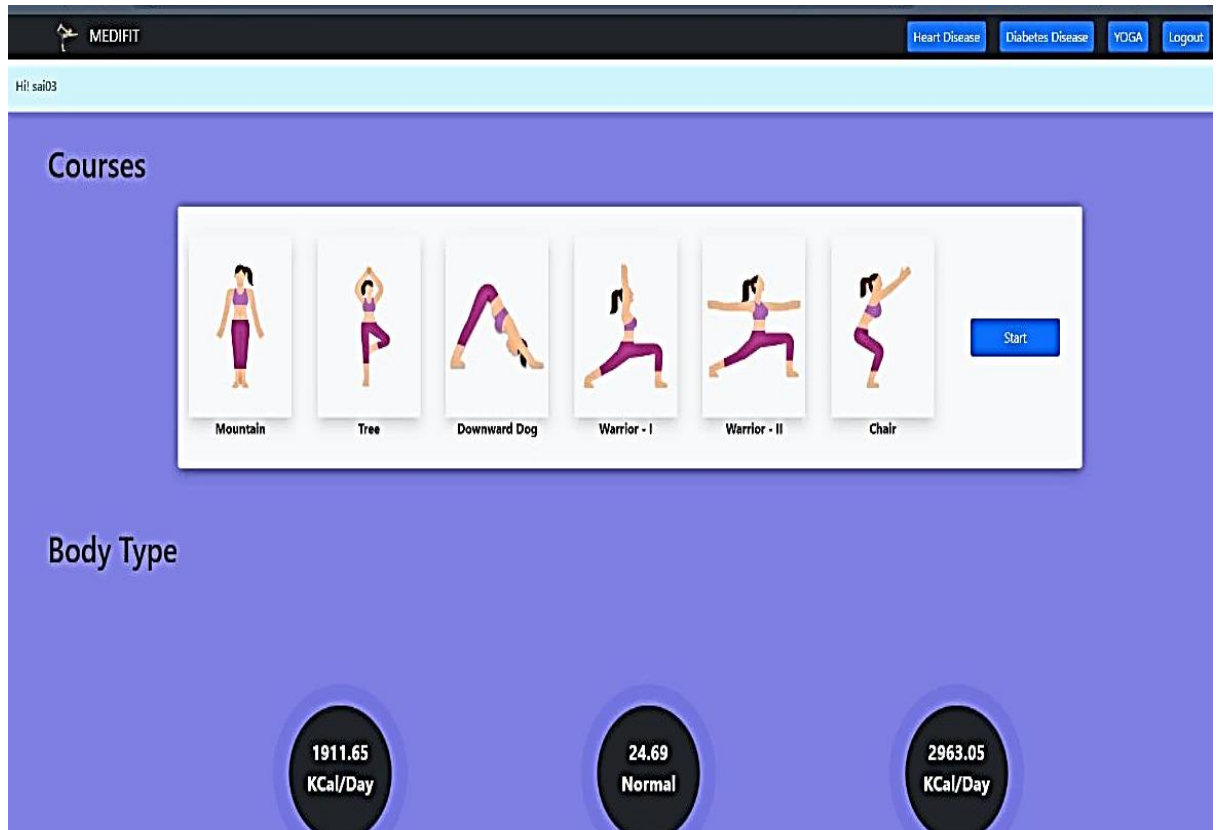 MEDIFIT
Heart Disease
Diabetes Disease
YOGA
Logout
Hi! sai03
Courses
Mountain
Tree
Downward Dog
Warrior - I
Warrior - II
Chair
Start
Body Type
1911.65
KCal/Day
24.69
Normal
2963.05
KCal/Day